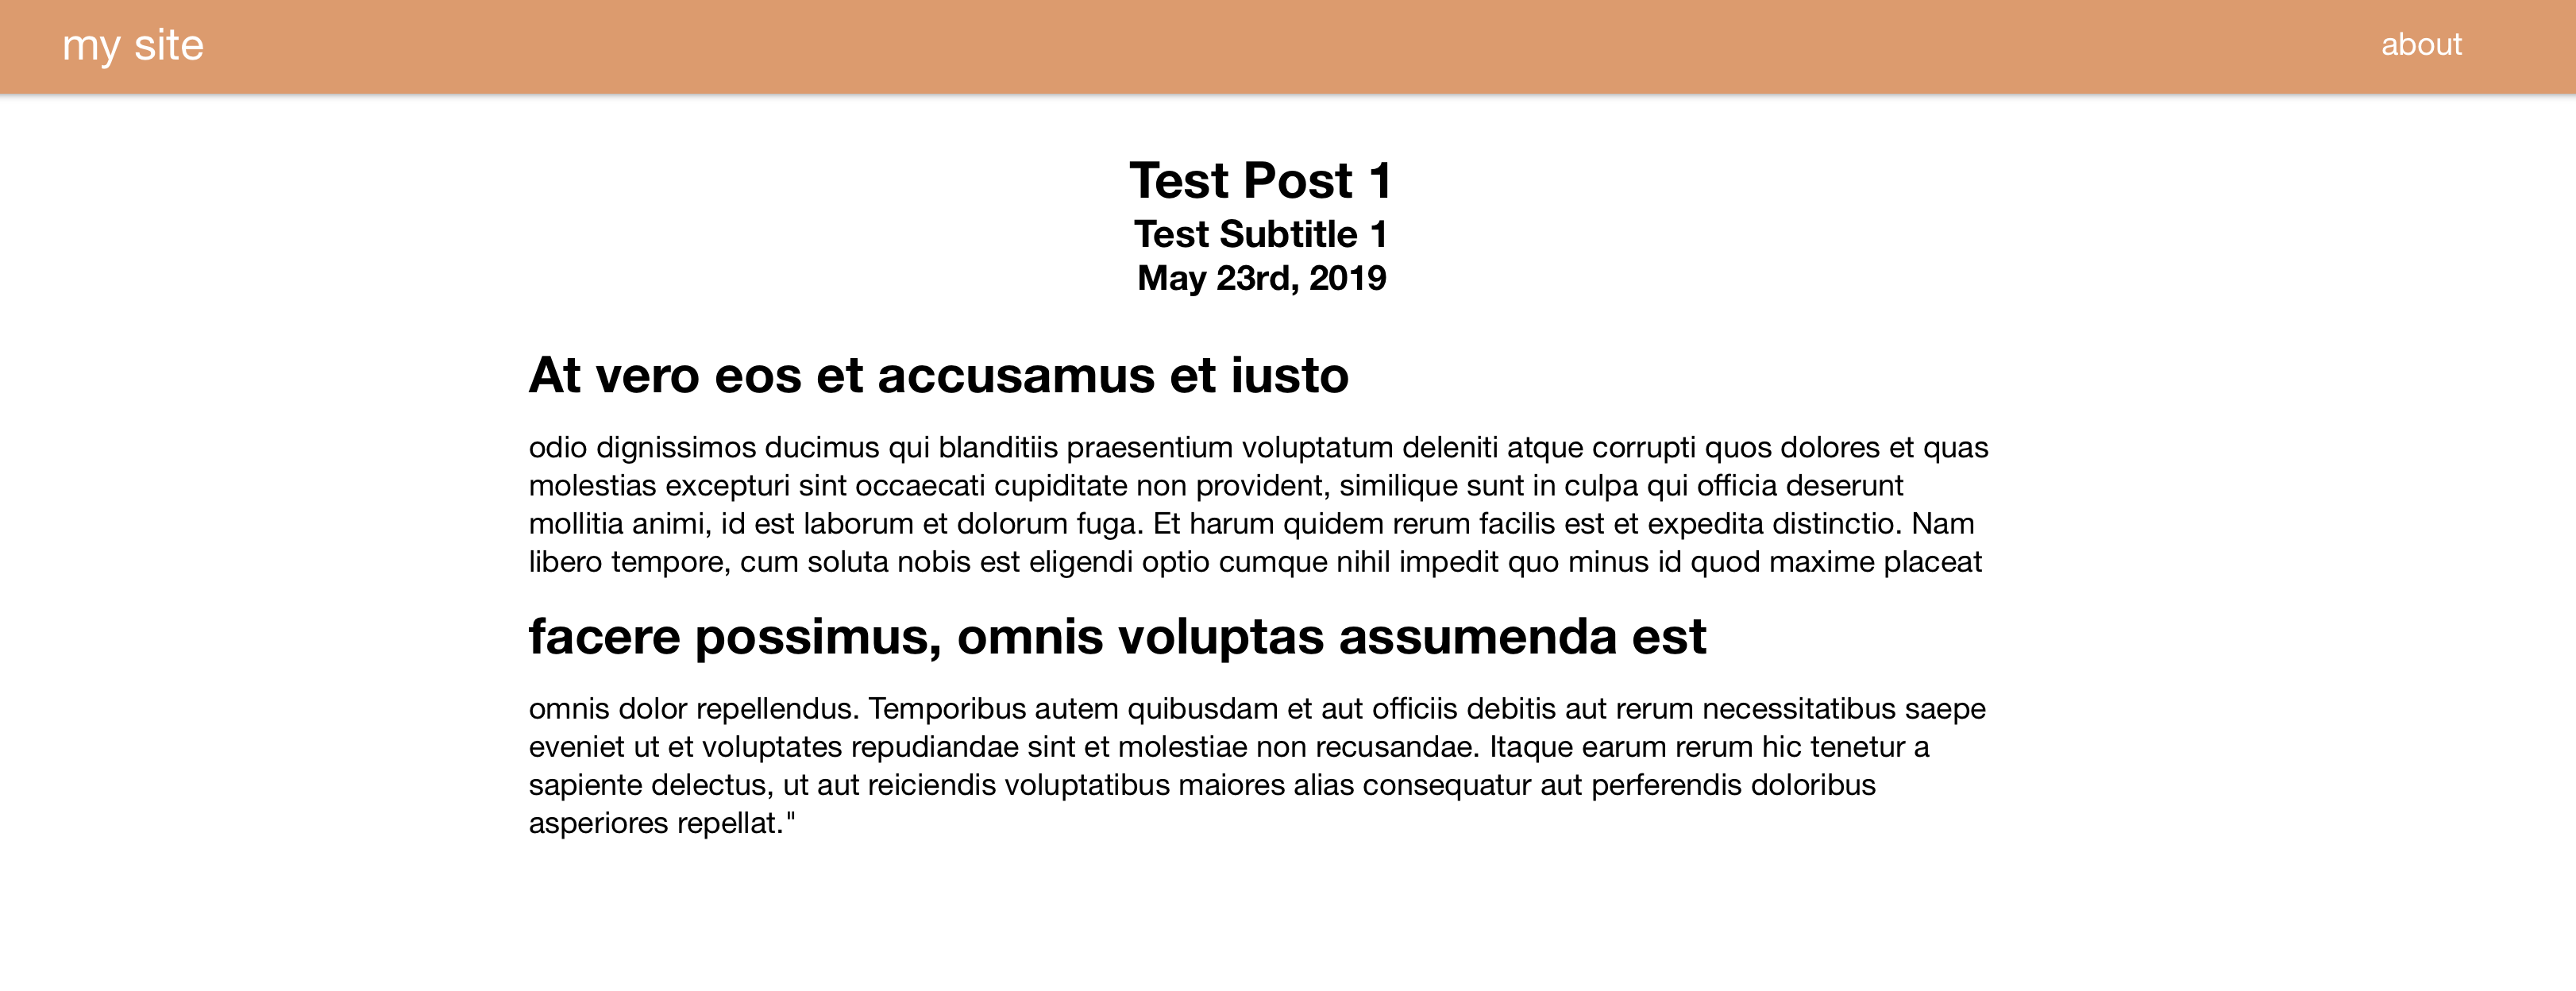 my site
about
Test Post 1
Test Subtitle 1
May 23rd, 2019
At vero eos et accusamus et iusto
odio dignissimos ducimus qui blanditiis praesentium voluptatum deleniti atque corrupti quos dolores et quas
molestias excepturi sint occaecati cupiditate non provident, similique sunt in culpa qui officia deserunt
mollitia animi, id est laborum et dolorum fuga. Et harum quidem rerum facilis est et expedita distinctio. Nam
libero tempore, cum soluta nobis est eligendi optio cumque nihil impedit quo minus id quod maxime placeat
facere possimus, omnis voluptas assumenda est
omnis dolor repellendus. Temporibus autem quibusdam et aut officiis debitis aut rerum necessitatibus saepe
eveniet ut et voluptates repudiandae sint et molestiae non recusandae. Itaque earum rerum hic tenetur a
sapiente delectus, ut aut reiciendis voluptatibus maiores alias consequatur aut perferendis doloribus
asperiores repellat."